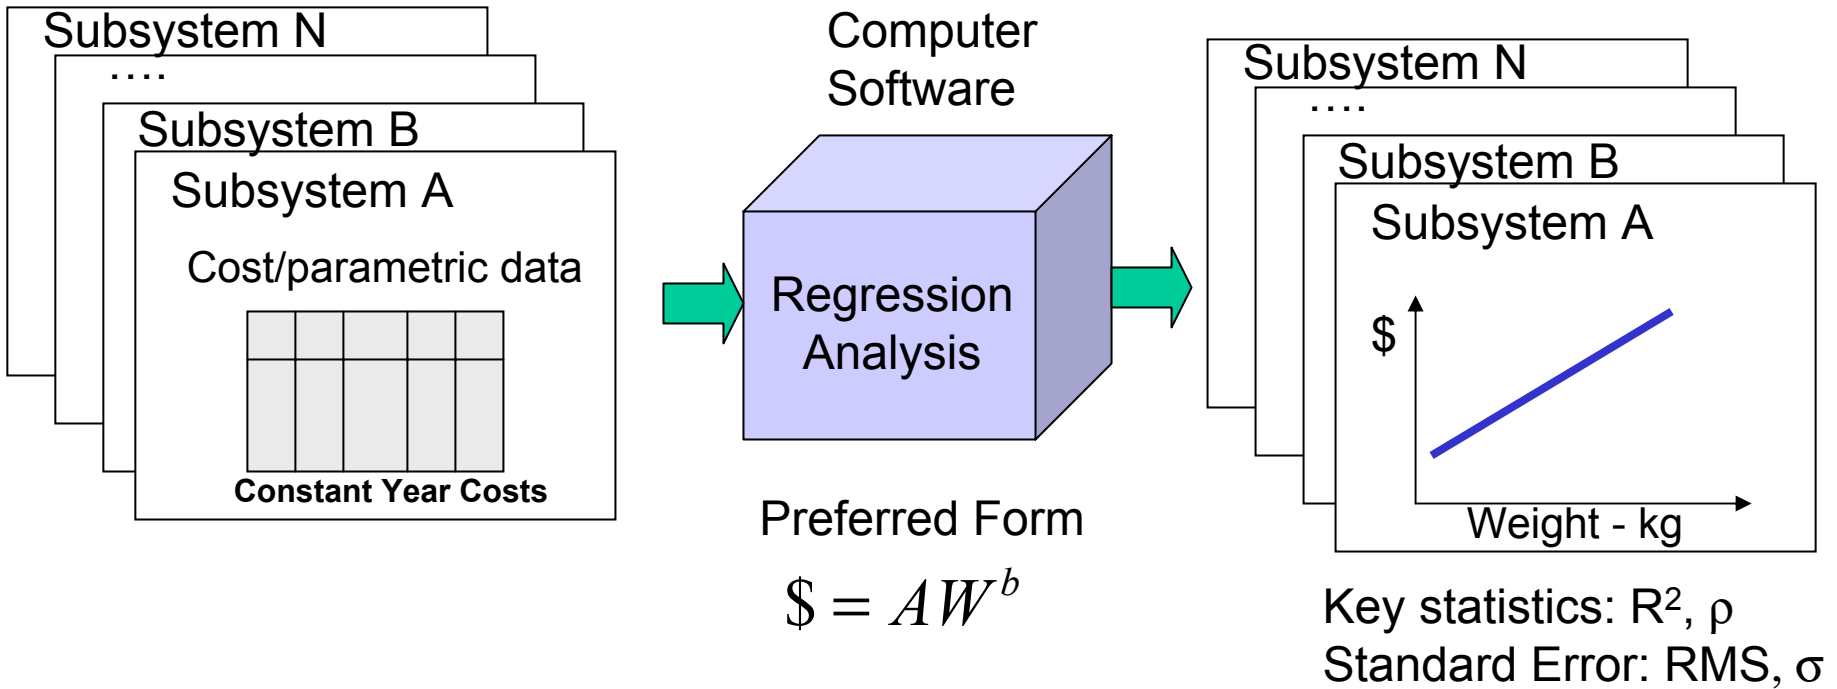 Subsystem N
....
Subsystem B
Subsystem A
Cost/parametric data
Constant Year Costs
Computer
Software
Regression
Analysis
Preferred Form
$ = AW^b
Subsystem N
....
Subsystem B
Subsystem A
$
Weight - kg
Key statistics: R², ρ
Standard Error: RMS, σ